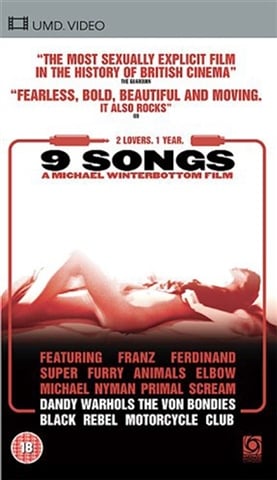 UMD. VIDEO
"THE MOST SEXUALLY EXPLICIT FILM
IN THE HISTORY OF BRITISH CINEMA"
THE GUARDIAN
"FEARLESS, BOLD, BEAUTIFUL AND MOVING.
IT ALSO ROCKS"
2 LOVERS. 1 YEAR.
9 SONGS
A MICHAEL WINTERBOTTOM FILM
FEATURING FRANZ FERDINAND
SUPER FURRY ANIMALS ELBOW
MICHAEL NYMAN PRIMAL SCREAM
DANDY WARHOLS THE VON BONDIES
BLACK REBEL MOTORCYCLE CLUB
18